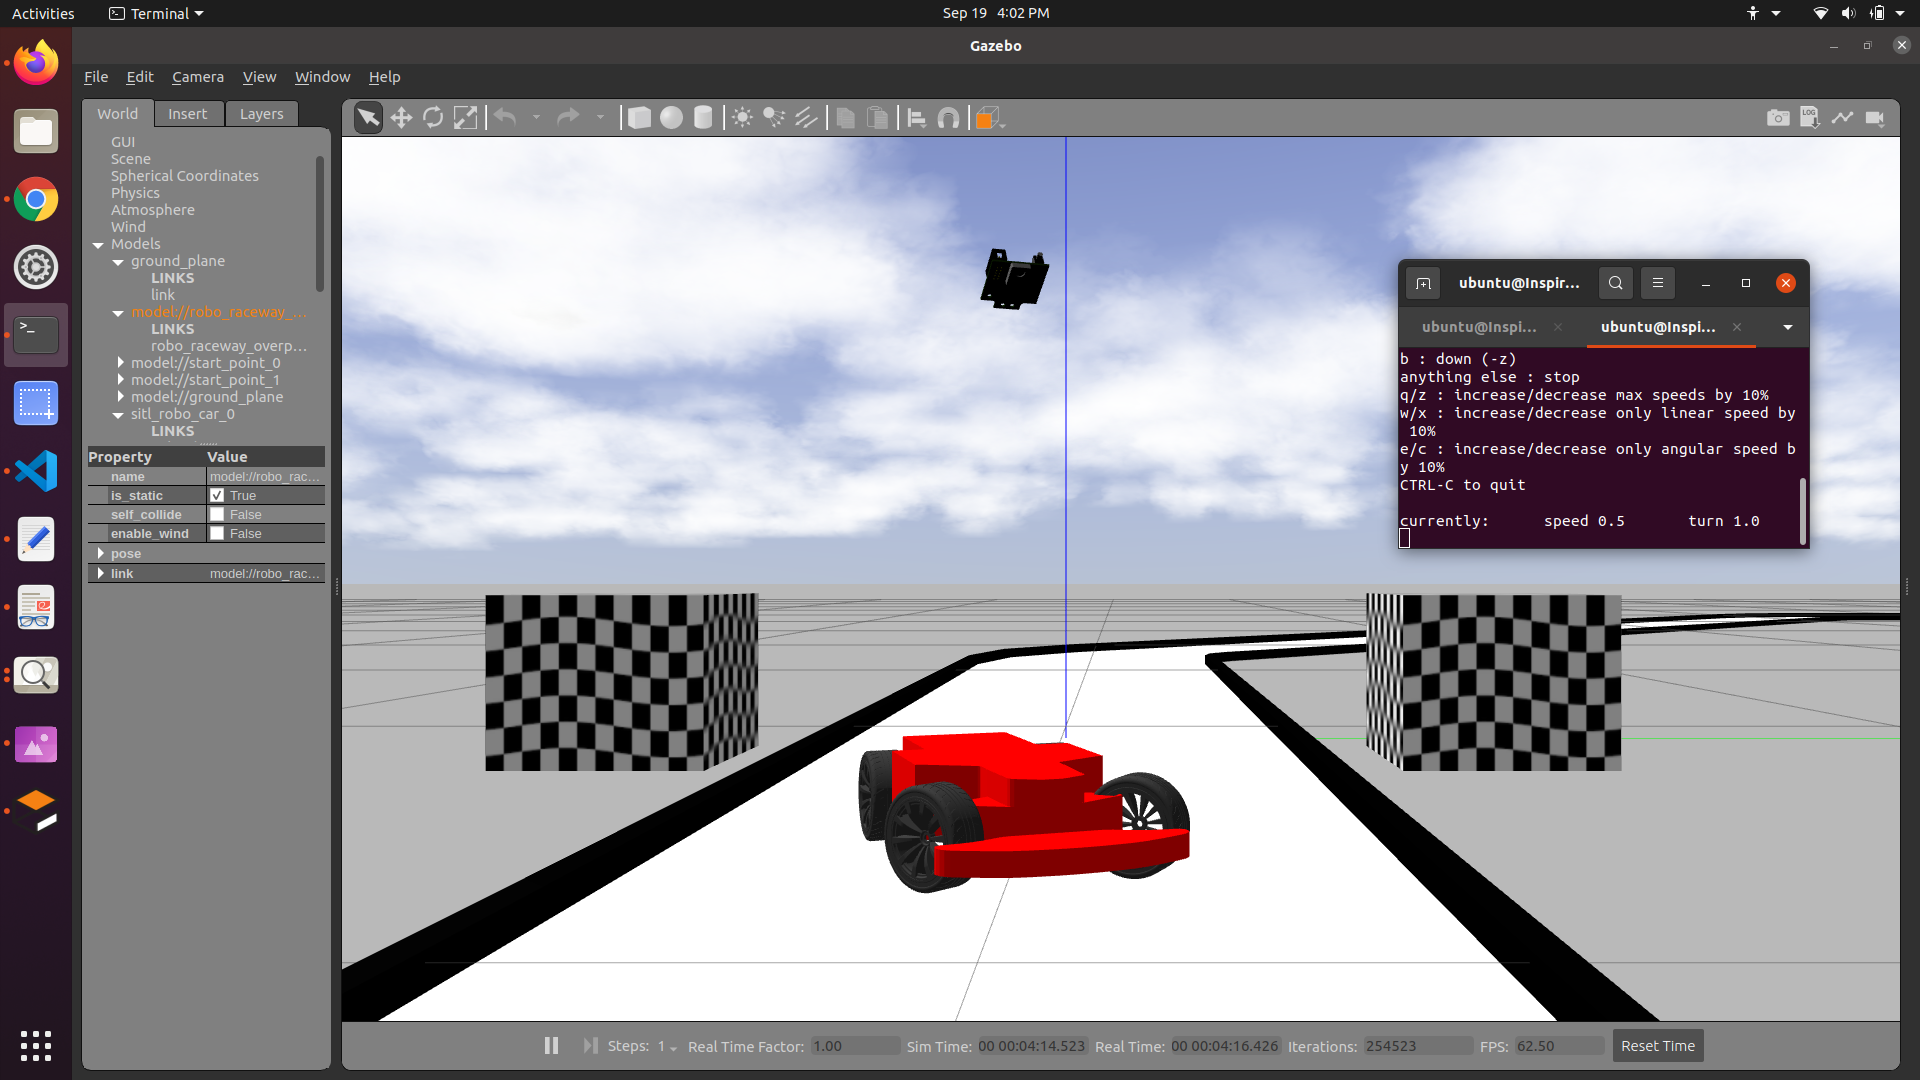 Activities
Terminal
Sep 19 4:02 PM
Gazebo
File Edit Camera View Window Help
World Insert Layers
GUI
Scene
Spherical Coordinates
Physics
Atmosphere
Wind
Models
ground_plane
LINKS
link
model://robo_raceway_...
LINKS
robo_raceway_overp...
model://start_point_0
model://start_point_1
model://ground_plane
sitl_robo_car_0
LINKS
Property Value
name model://robo_rac...
is_static True
self_collide False
enable_wind False
pose
link model://robo_rac...
LOG
ubuntu@Inspir...
ubuntu@Inspi... ubuntu@Inspi...
b : down (-z)
anything else : stop
q/z : increase/decrease max speeds by 10%
w/x : increase/decrease only linear speed by
10%
e/c : increase/decrease only angular speed b
y 10%
CTRL-C to quit
currently: speed 0.5 turn 1.0
Steps: 1 Real Time Factor: 1.00 Sim Time: 00 00:04:14.523 Real Time: 00 00:04:16.426 Iterations: 254523 FPS: 62.50 Reset Time